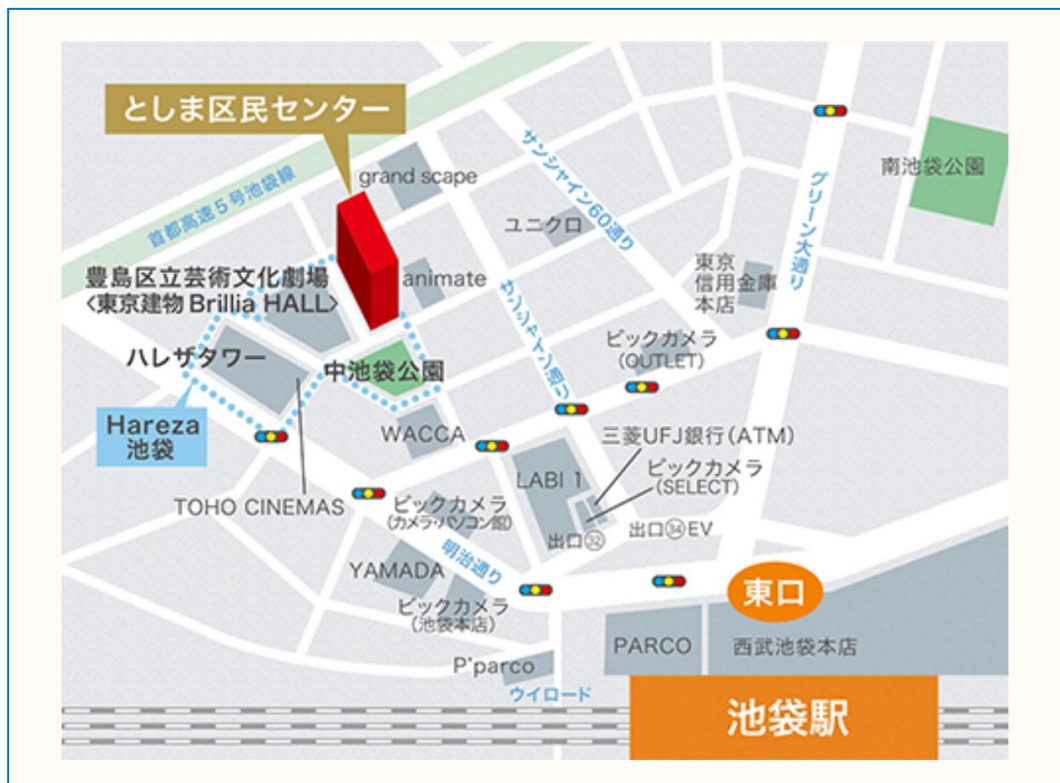 としま区民センター
grand scape
首都高速5号池袋線
サンシャイン60通り
グリーン大通り
南池袋公園
ユニクロ
東京
信用金庫
本店
豊島区立芸術文化劇場
〈東京建物 Brillia HALL〉
animate
サンシャイン通り
ハレザタワー
中池袋公園
ビックカメラ
(OUTLET)
Hareza
池袋
WACCA
三菱UFJ銀行(ATM)
LABI 1
ビックカメラ
(SELECT)
TOHO CINEMAS
ビックカメラ
(カメラ・パソコン館)
出口㉜
出口㉞EV
明治通り
YAMADA
ビックカメラ
(池袋本店)
東口
PARCO
西武池袋本店
P'parco
ウイロード
池袋駅